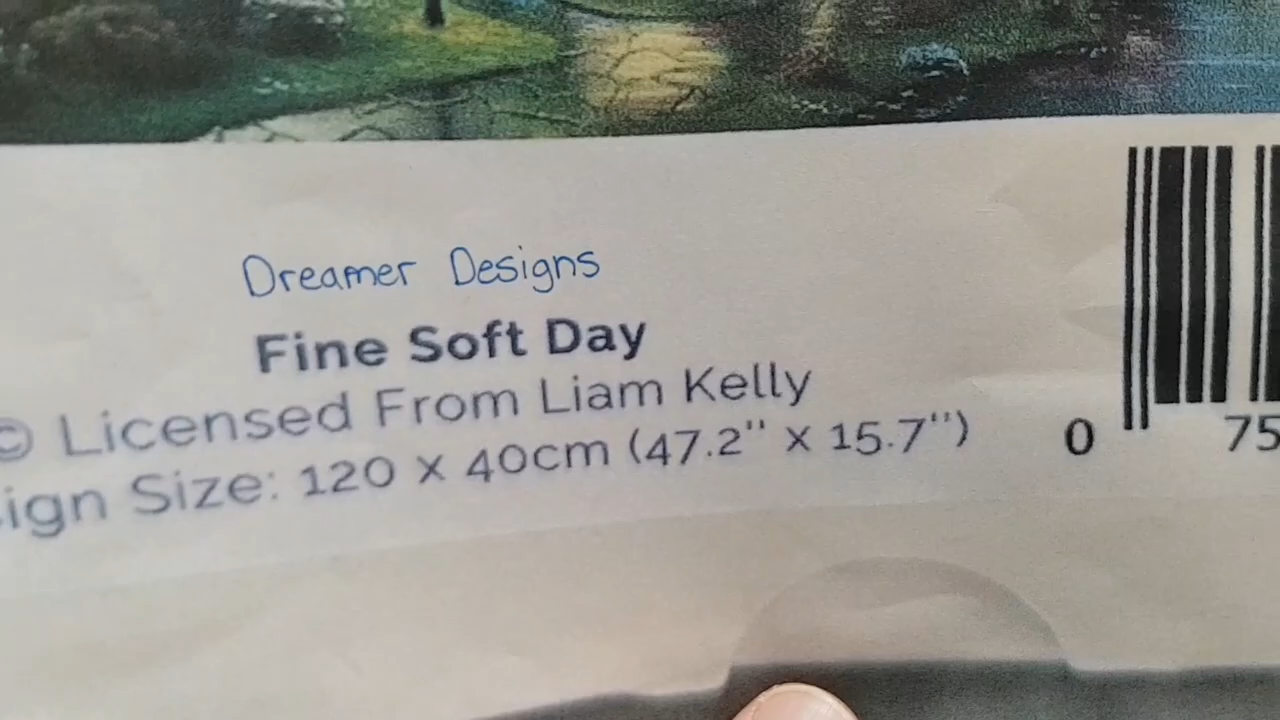 Dreamer Designs
Fine Soft Day
© Licensed From Liam Kelly
ign Size: 120 x 40cm (47.2" x 15.7")
0 75